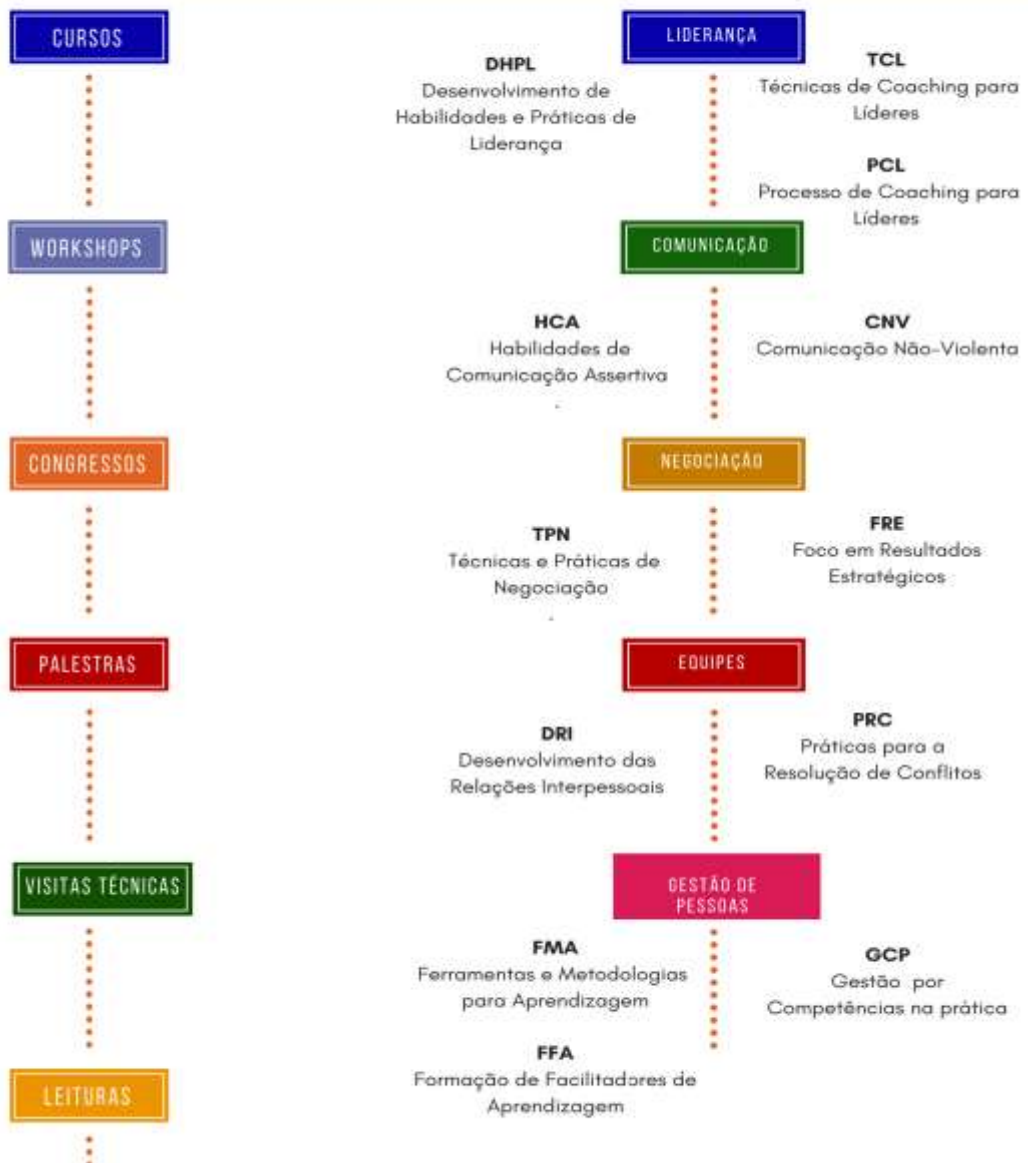 CURSOS
WORKSHOPS
CONGRESSOS
PALESTRAS
VISITAS TÉCNICAS
LEITURAS
LIDERANÇA
DHPL
Desenvolvimento de
Habilidades e Práticas de
Liderança
TCL
Técnicas de Coaching para
Líderes
PCL
Processo de Coaching para
Líderes
COMUNICAÇÃO
HCA
Habilidades de
Comunicação Assertiva
CNV
Comunicação Não-Violenta
NEGOCIAÇÃO
TPN
Técnicas e Práticas de
Negociação
FRE
Foco em Resultados
Estratégicos
EQUIPES
DRI
Desenvolvimento das
Relações Interpessoais
PRC
Práticas para a
Resolução de Conflitos
GESTÃO DE
PESSOAS
FMA
Ferramentas e Metodologias
para Aprendizagem
GCP
Gestão por
Competências na prática
FFA
Formação de Facilitadores de
Aprendizagem